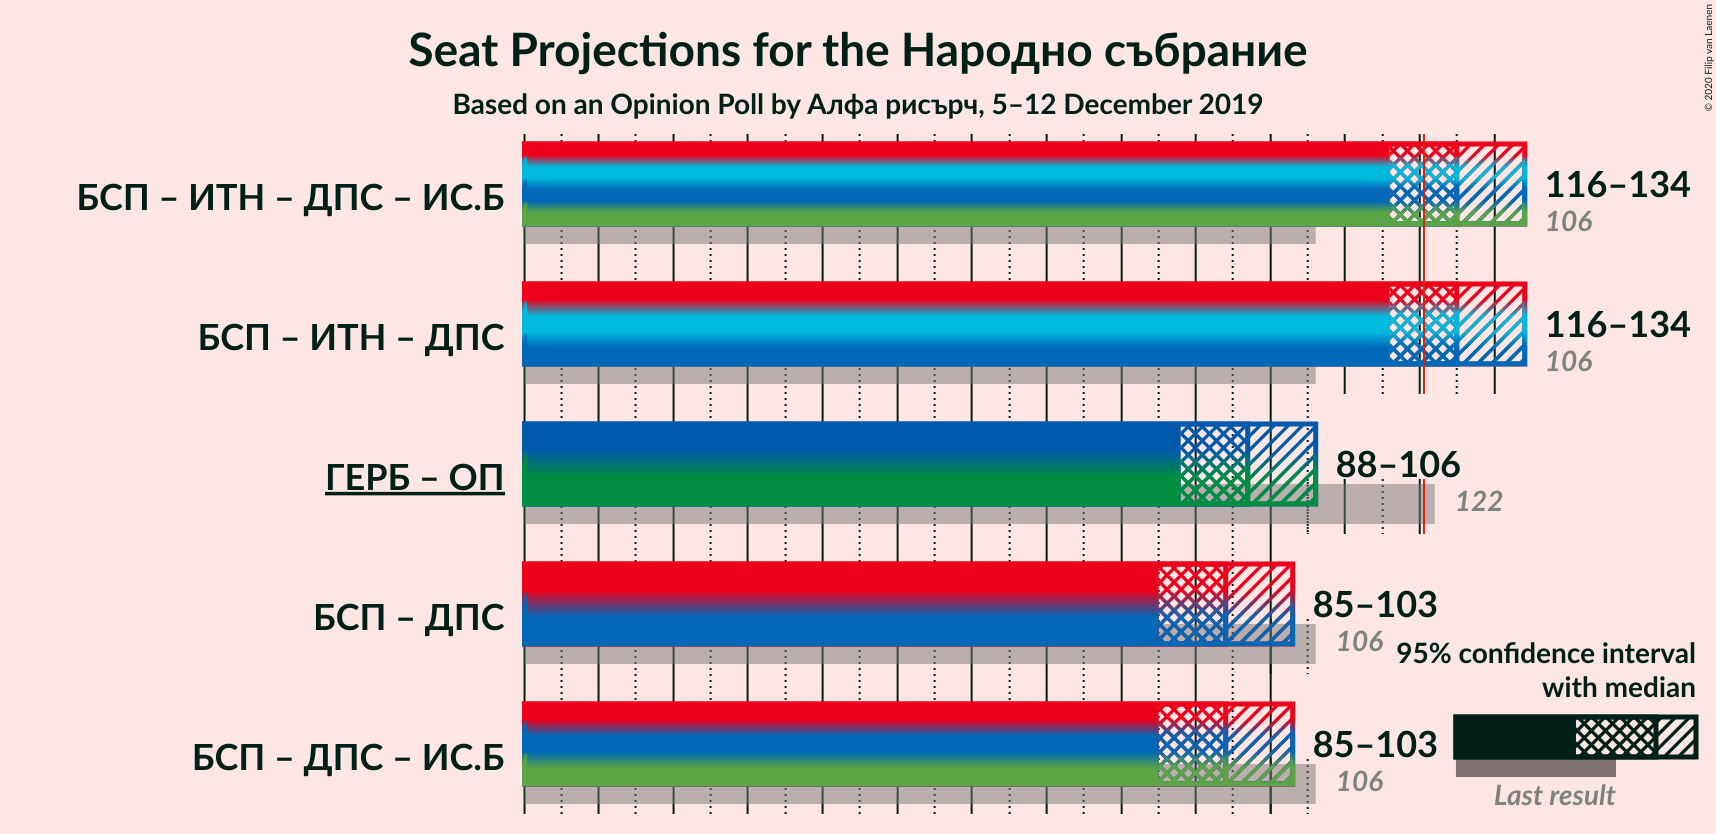 Seat Projections for the Народно събрание
Based on an Opinion Poll by Алфа рисърч, 5–12 December 2019
© 2020 Filip van Laenen
БСП – ИТН – ДПС – ИС.Б
116–134
106
БСП – ИТН – ДПС
116–134
106
ГЕРБ – ОП
88–106
122
БСП – ДПС
85–103
106
95% confidence interval
with median
БСП – ДПС – ИС.Б
85–103
106
Last result